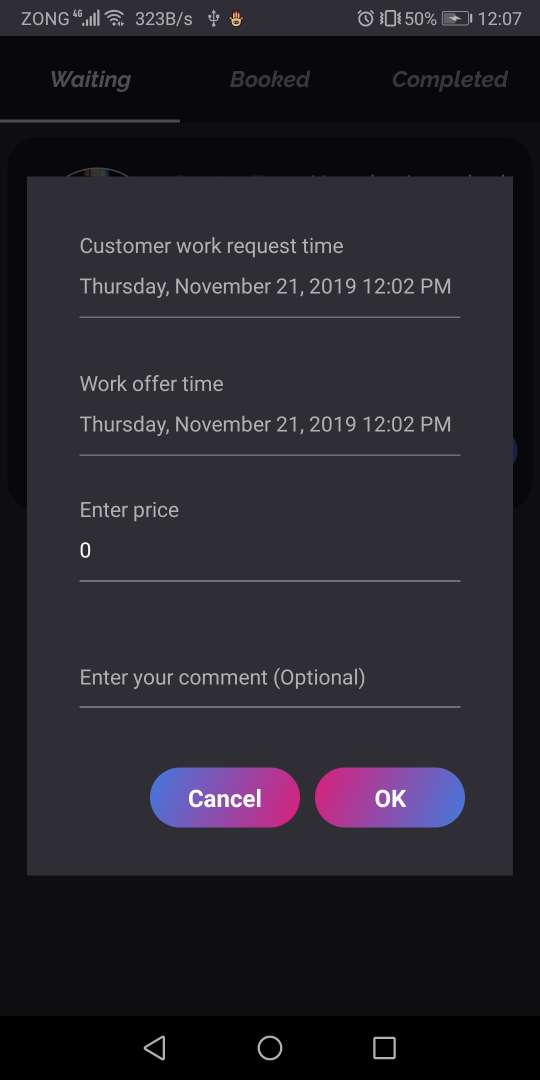 ZONG 4G 323B/s 50% 12:07
Waiting Booked Completed
Customer work request time
Thursday, November 21, 2019 12:02 PM
Work offer time
Thursday, November 21, 2019 12:02 PM
Enter price
0
Enter your comment (Optional)
Cancel OK